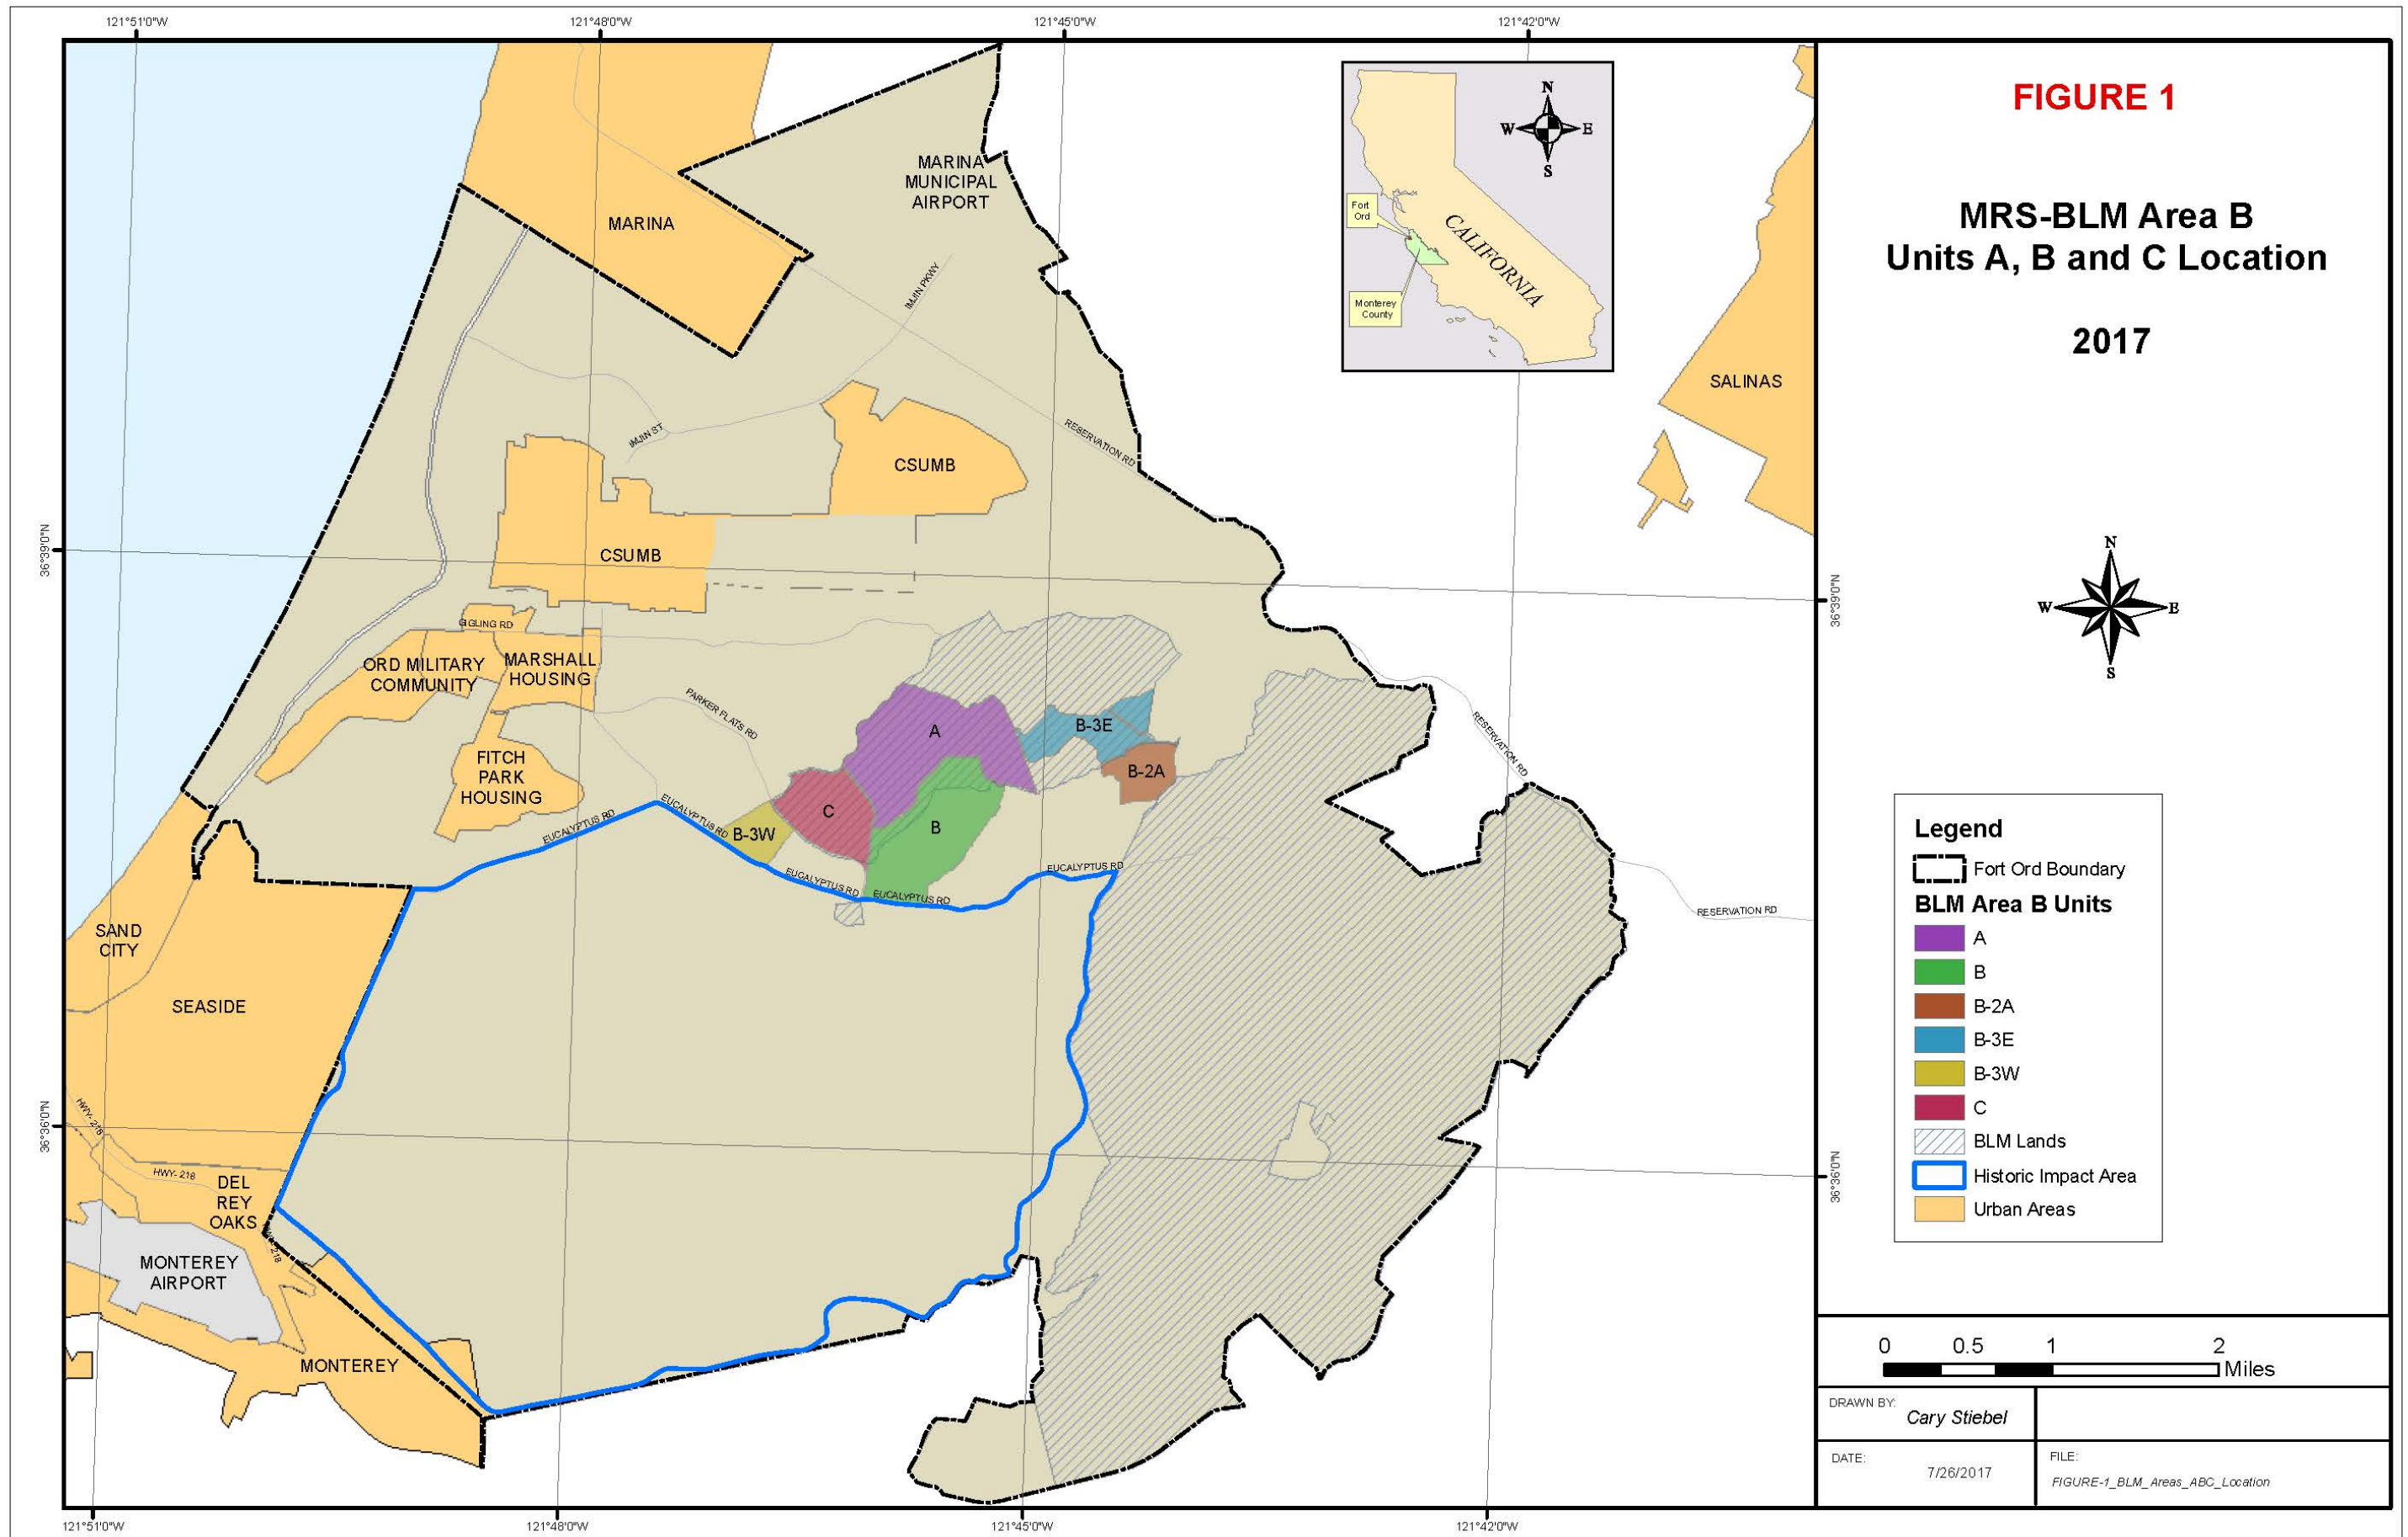 121°51'0"W
121°48'0"W
121°45'0"W
121°42'0"W
FIGURE 1
MRS-BLM Area B
Units A, B and C Location
2017
N
W
E
S
Fort
Ord
CALIFORNIA
Monterey
County
MARINA
MUNICIPAL
AIRPORT
MARINA
IMJIN PKWY
SALINAS
IMJIN ST
RESERVATION RD
CSUMB
CSUMB
36°39'0"N
36°39'0"N
N
W
E
S
GIGLING RD
ORD MILITARY
COMMUNITY
MARSHALL
HOUSING
PARKER FLATS RD
A
B-3E
B-2A
RESERVATION RD
FITCH
PARK
HOUSING
EUCALYPTUS RD
EUCALYPTUS RD
B-3W
C
B
EUCALYPTUS RD
EUCALYPTUS RD
EUCALYPTUS RD
RESERVATION RD
SAND
CITY
SEASIDE
36°36'0"N
36°36'0"N
HWY- 218
HWY- 218
DEL
REY
OAKS
218
MONTEREY
AIRPORT
MONTEREY
Legend
Fort Ord Boundary
BLM Area B Units
A
B
B-2A
B-3E
B-3W
C
BLM Lands
Historic Impact Area
Urban Areas
0 0.5 1 2
Miles
DRAWN BY:
Cary Stiebel
DATE:
7/26/2017
FILE:
FIGURE-1_BLM_Areas_ABC_Location
121°51'0"W
121°48'0"W
121°45'0"W
121°42'0"W